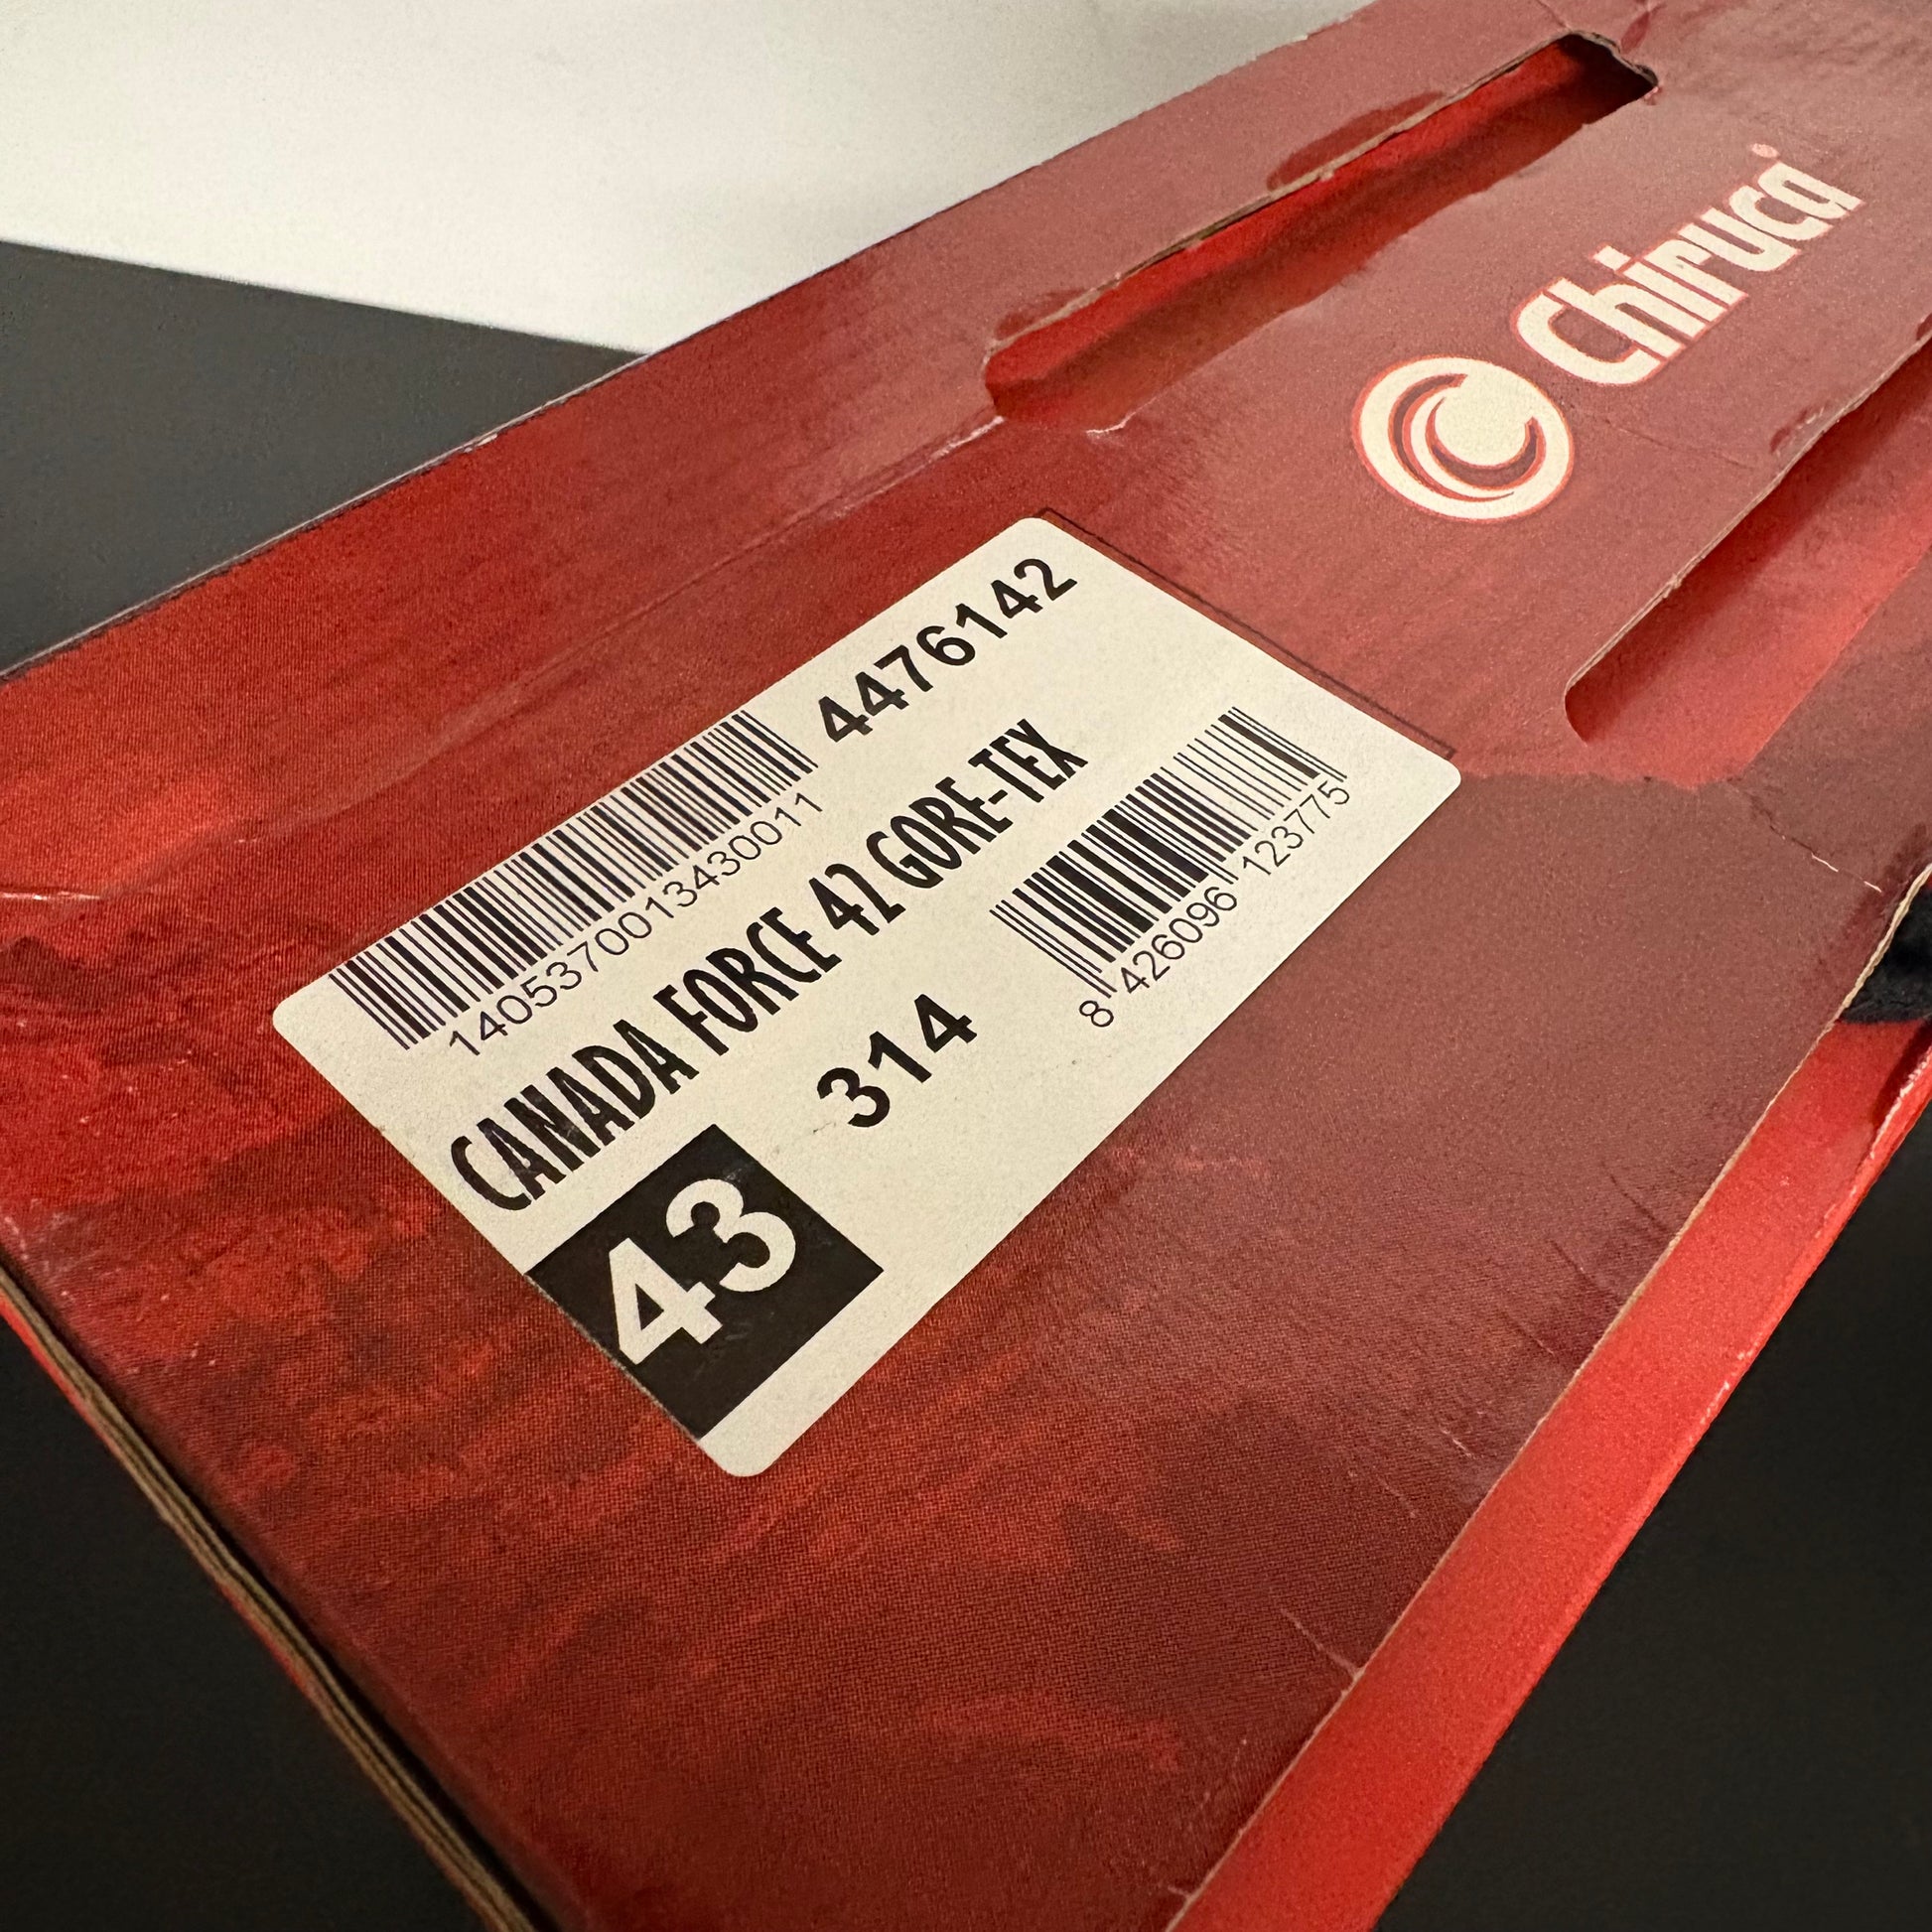 Chiruca
4476142
1405370013430011
CANADA FORCE 42 GORE-TEX
43
314
8 426096 123775